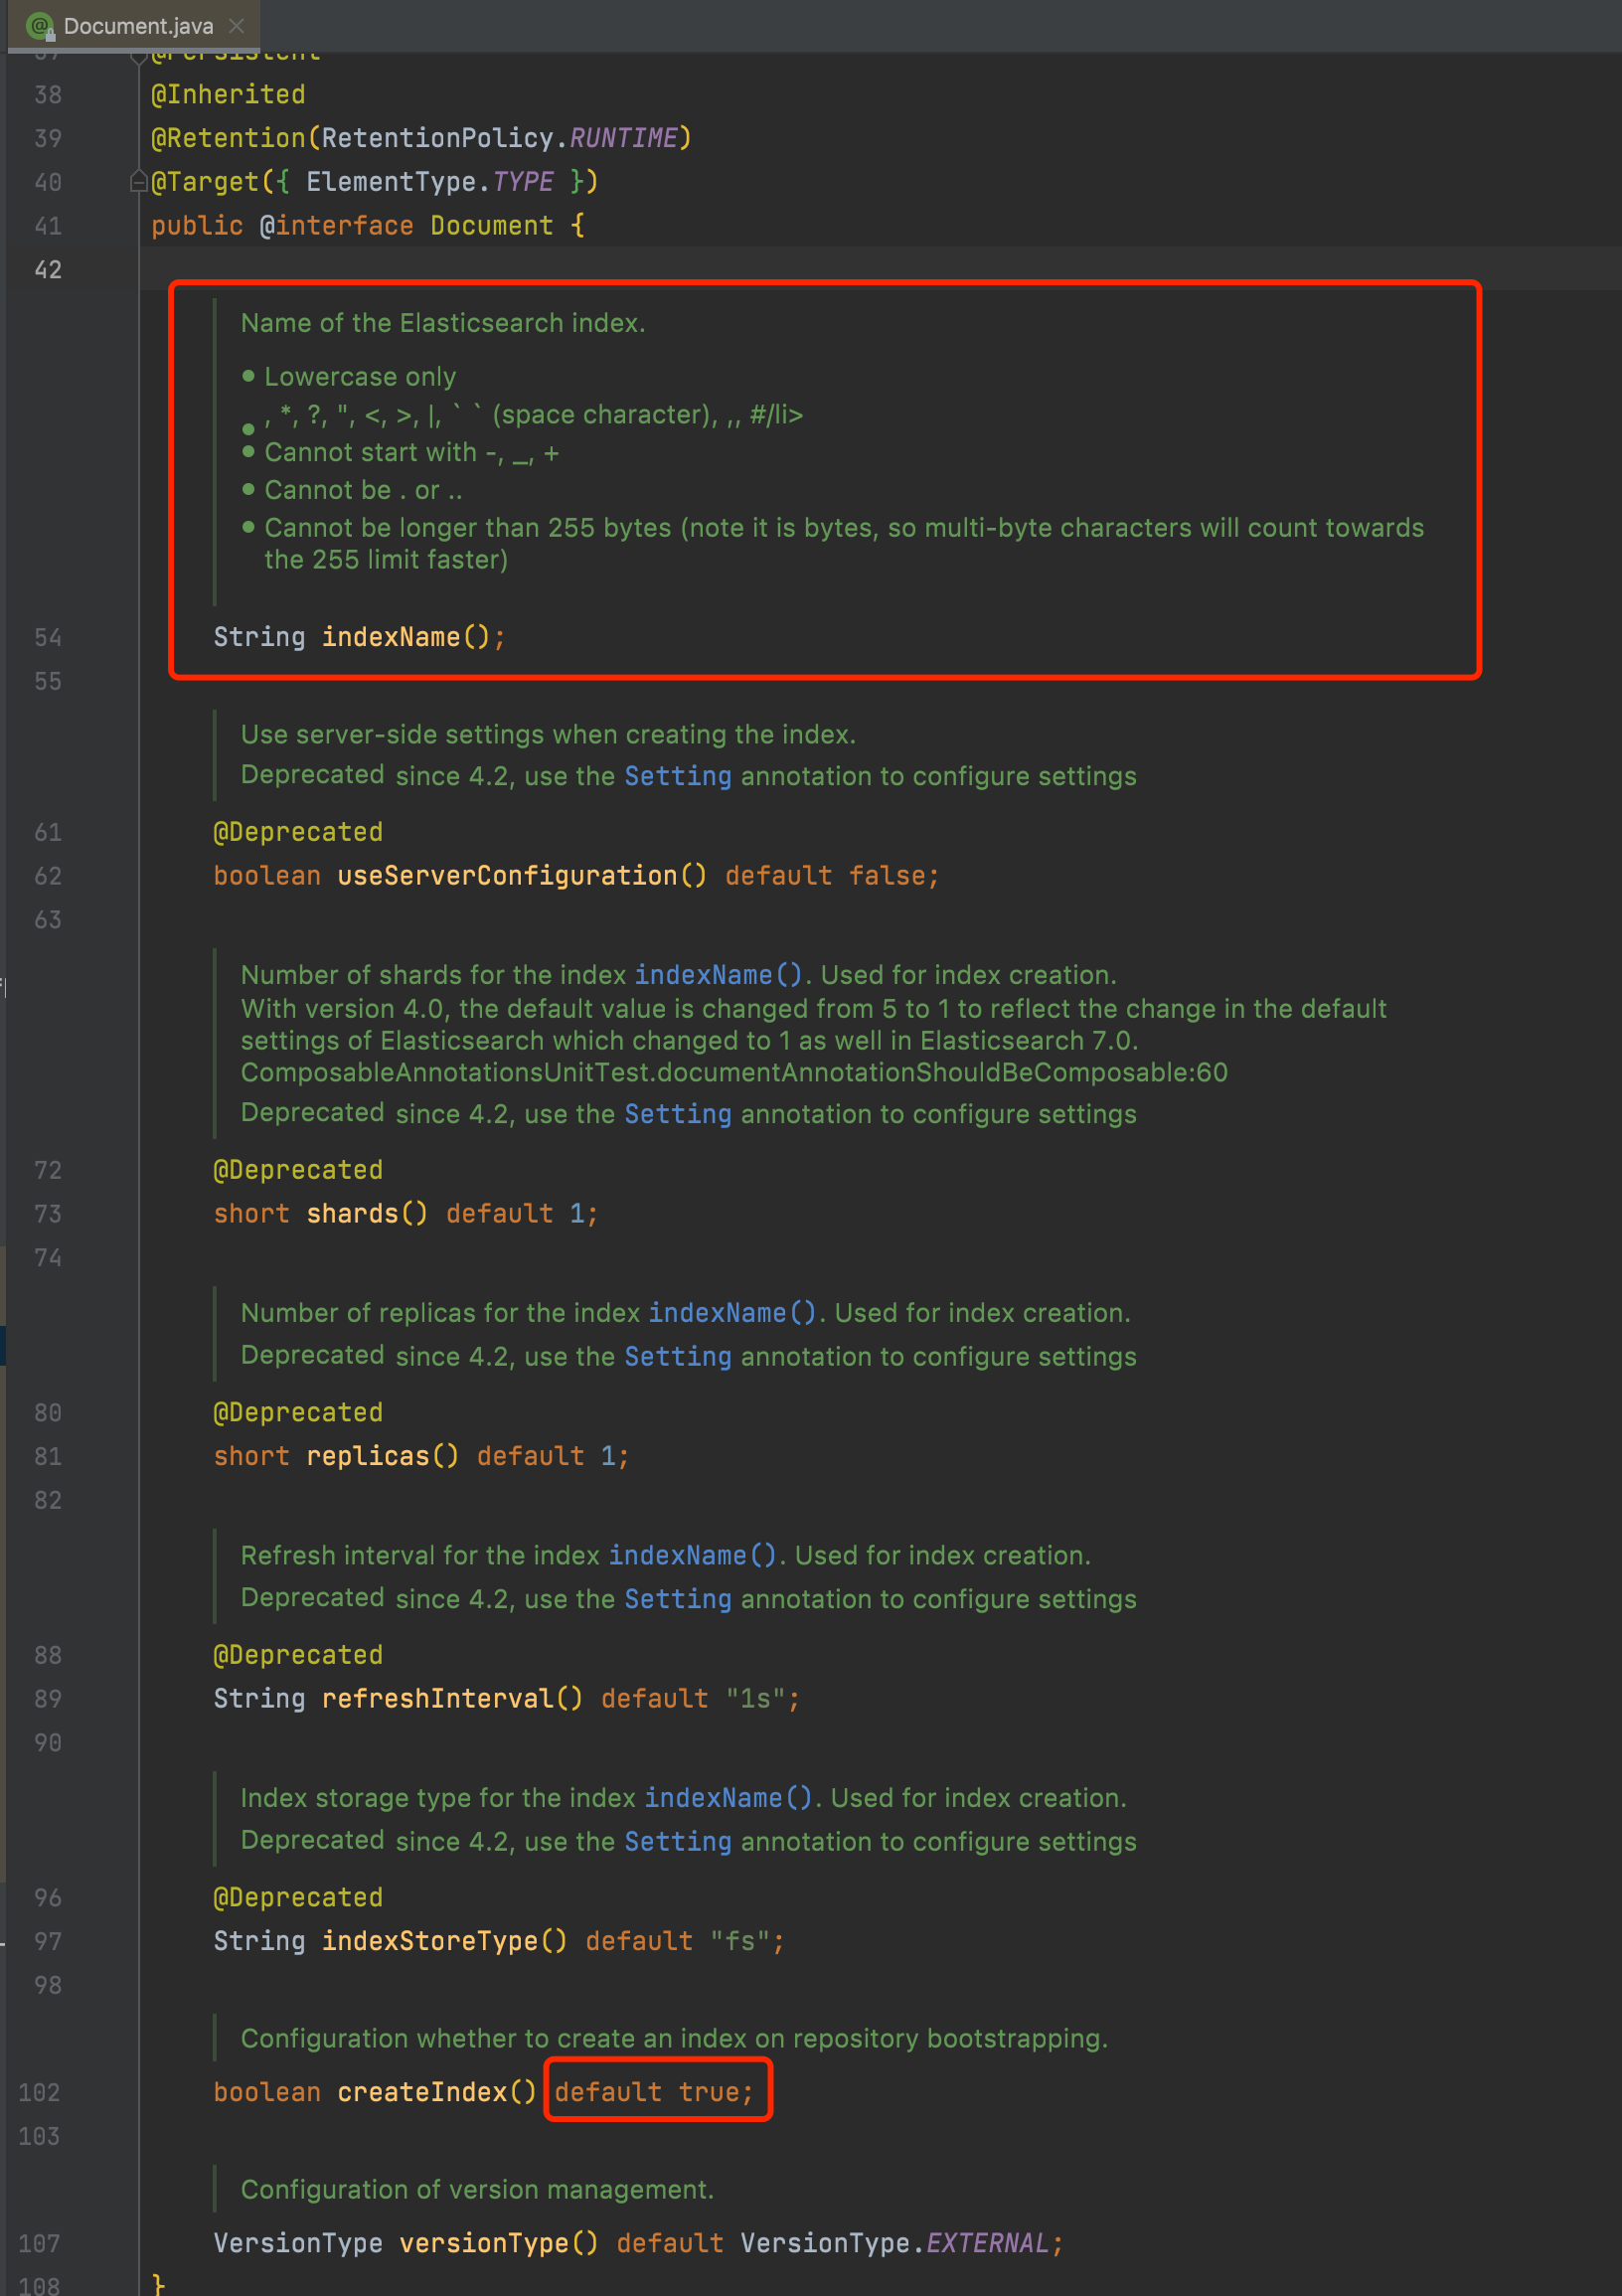 Document.java
37 @Persistent
38 @Inherited
39 @Retention(RetentionPolicy.RUNTIME)
40 @Target({ ElementType.TYPE })
41 public @interface Document {
42
Name of the Elasticsearch index.
• Lowercase only
• , *, ?, ", <, >, |, ` ` (space character), ,, #/li>
• Cannot start with -, _, +
• Cannot be . or ..
• Cannot be longer than 255 bytes (note it is bytes, so multi-byte characters will count towards
the 255 limit faster)
54 String indexName();
55
Use server-side settings when creating the index.
Deprecated since 4.2, use the Setting annotation to configure settings
61 @Deprecated
62 boolean useServerConfiguration() default false;
63
Number of shards for the index indexName(). Used for index creation.
With version 4.0, the default value is changed from 5 to 1 to reflect the change in the default
settings of Elasticsearch which changed to 1 as well in Elasticsearch 7.0.
ComposableAnnotationsUnitTest.documentAnnotationShouldBeComposable:60
Deprecated since 4.2, use the Setting annotation to configure settings
72 @Deprecated
73 short shards() default 1;
74
Number of replicas for the index indexName(). Used for index creation.
Deprecated since 4.2, use the Setting annotation to configure settings
80 @Deprecated
81 short replicas() default 1;
82
Refresh interval for the index indexName(). Used for index creation.
Deprecated since 4.2, use the Setting annotation to configure settings
88 @Deprecated
89 String refreshInterval() default "1s";
90
Index storage type for the index indexName(). Used for index creation.
Deprecated since 4.2, use the Setting annotation to configure settings
96 @Deprecated
97 String indexStoreType() default "fs";
98
Configuration whether to create an index on repository bootstrapping.
102 boolean createIndex() default true;
103
Configuration of version management.
107 VersionType versionType() default VersionType.EXTERNAL;
108 }